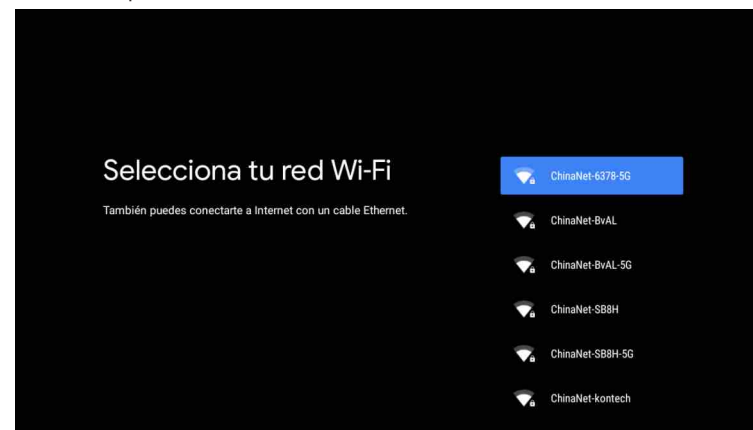 Selecciona tu red Wi-Fi
También puedes conectarte a Internet con un cable Ethernet.
ChinaNet-6378-5G
ChinaNet-BvAL
ChinaNet-BvAL-5G
ChinaNet-SB8H
ChinaNet-SB8H-5G
ChinaNet-kontech